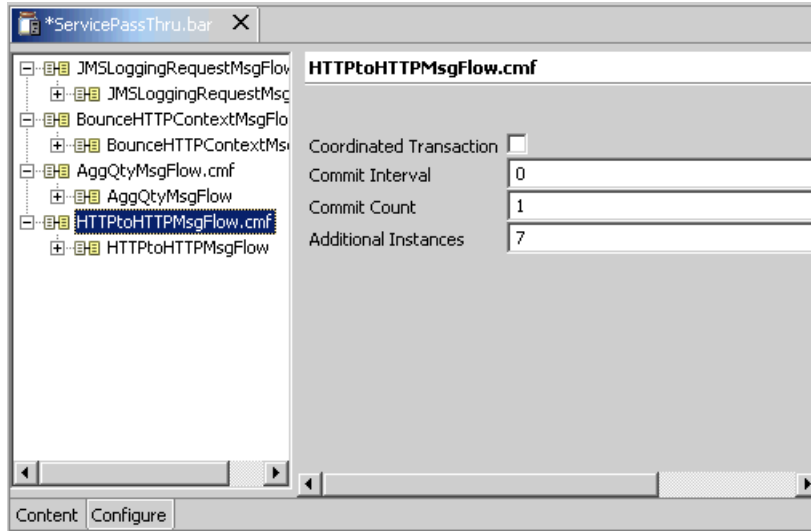 *ServicePassThru.bar
JMSLoggingRequestMsgFlow
JMSLoggingRequestMsg
BounceHTTPContextMsgFlo
BounceHTTPContextMs
AggQtyMsgFlow.cmf
AggQtyMsgFlow
HTTPtoHTTPMsgFlow.cmf
HTTPtoHTTPMsgFlow
HTTPtoHTTPMsgFlow.cmf
Coordinated Transaction
Commit Interval 0
Commit Count 1
Additional Instances 7
Content Configure